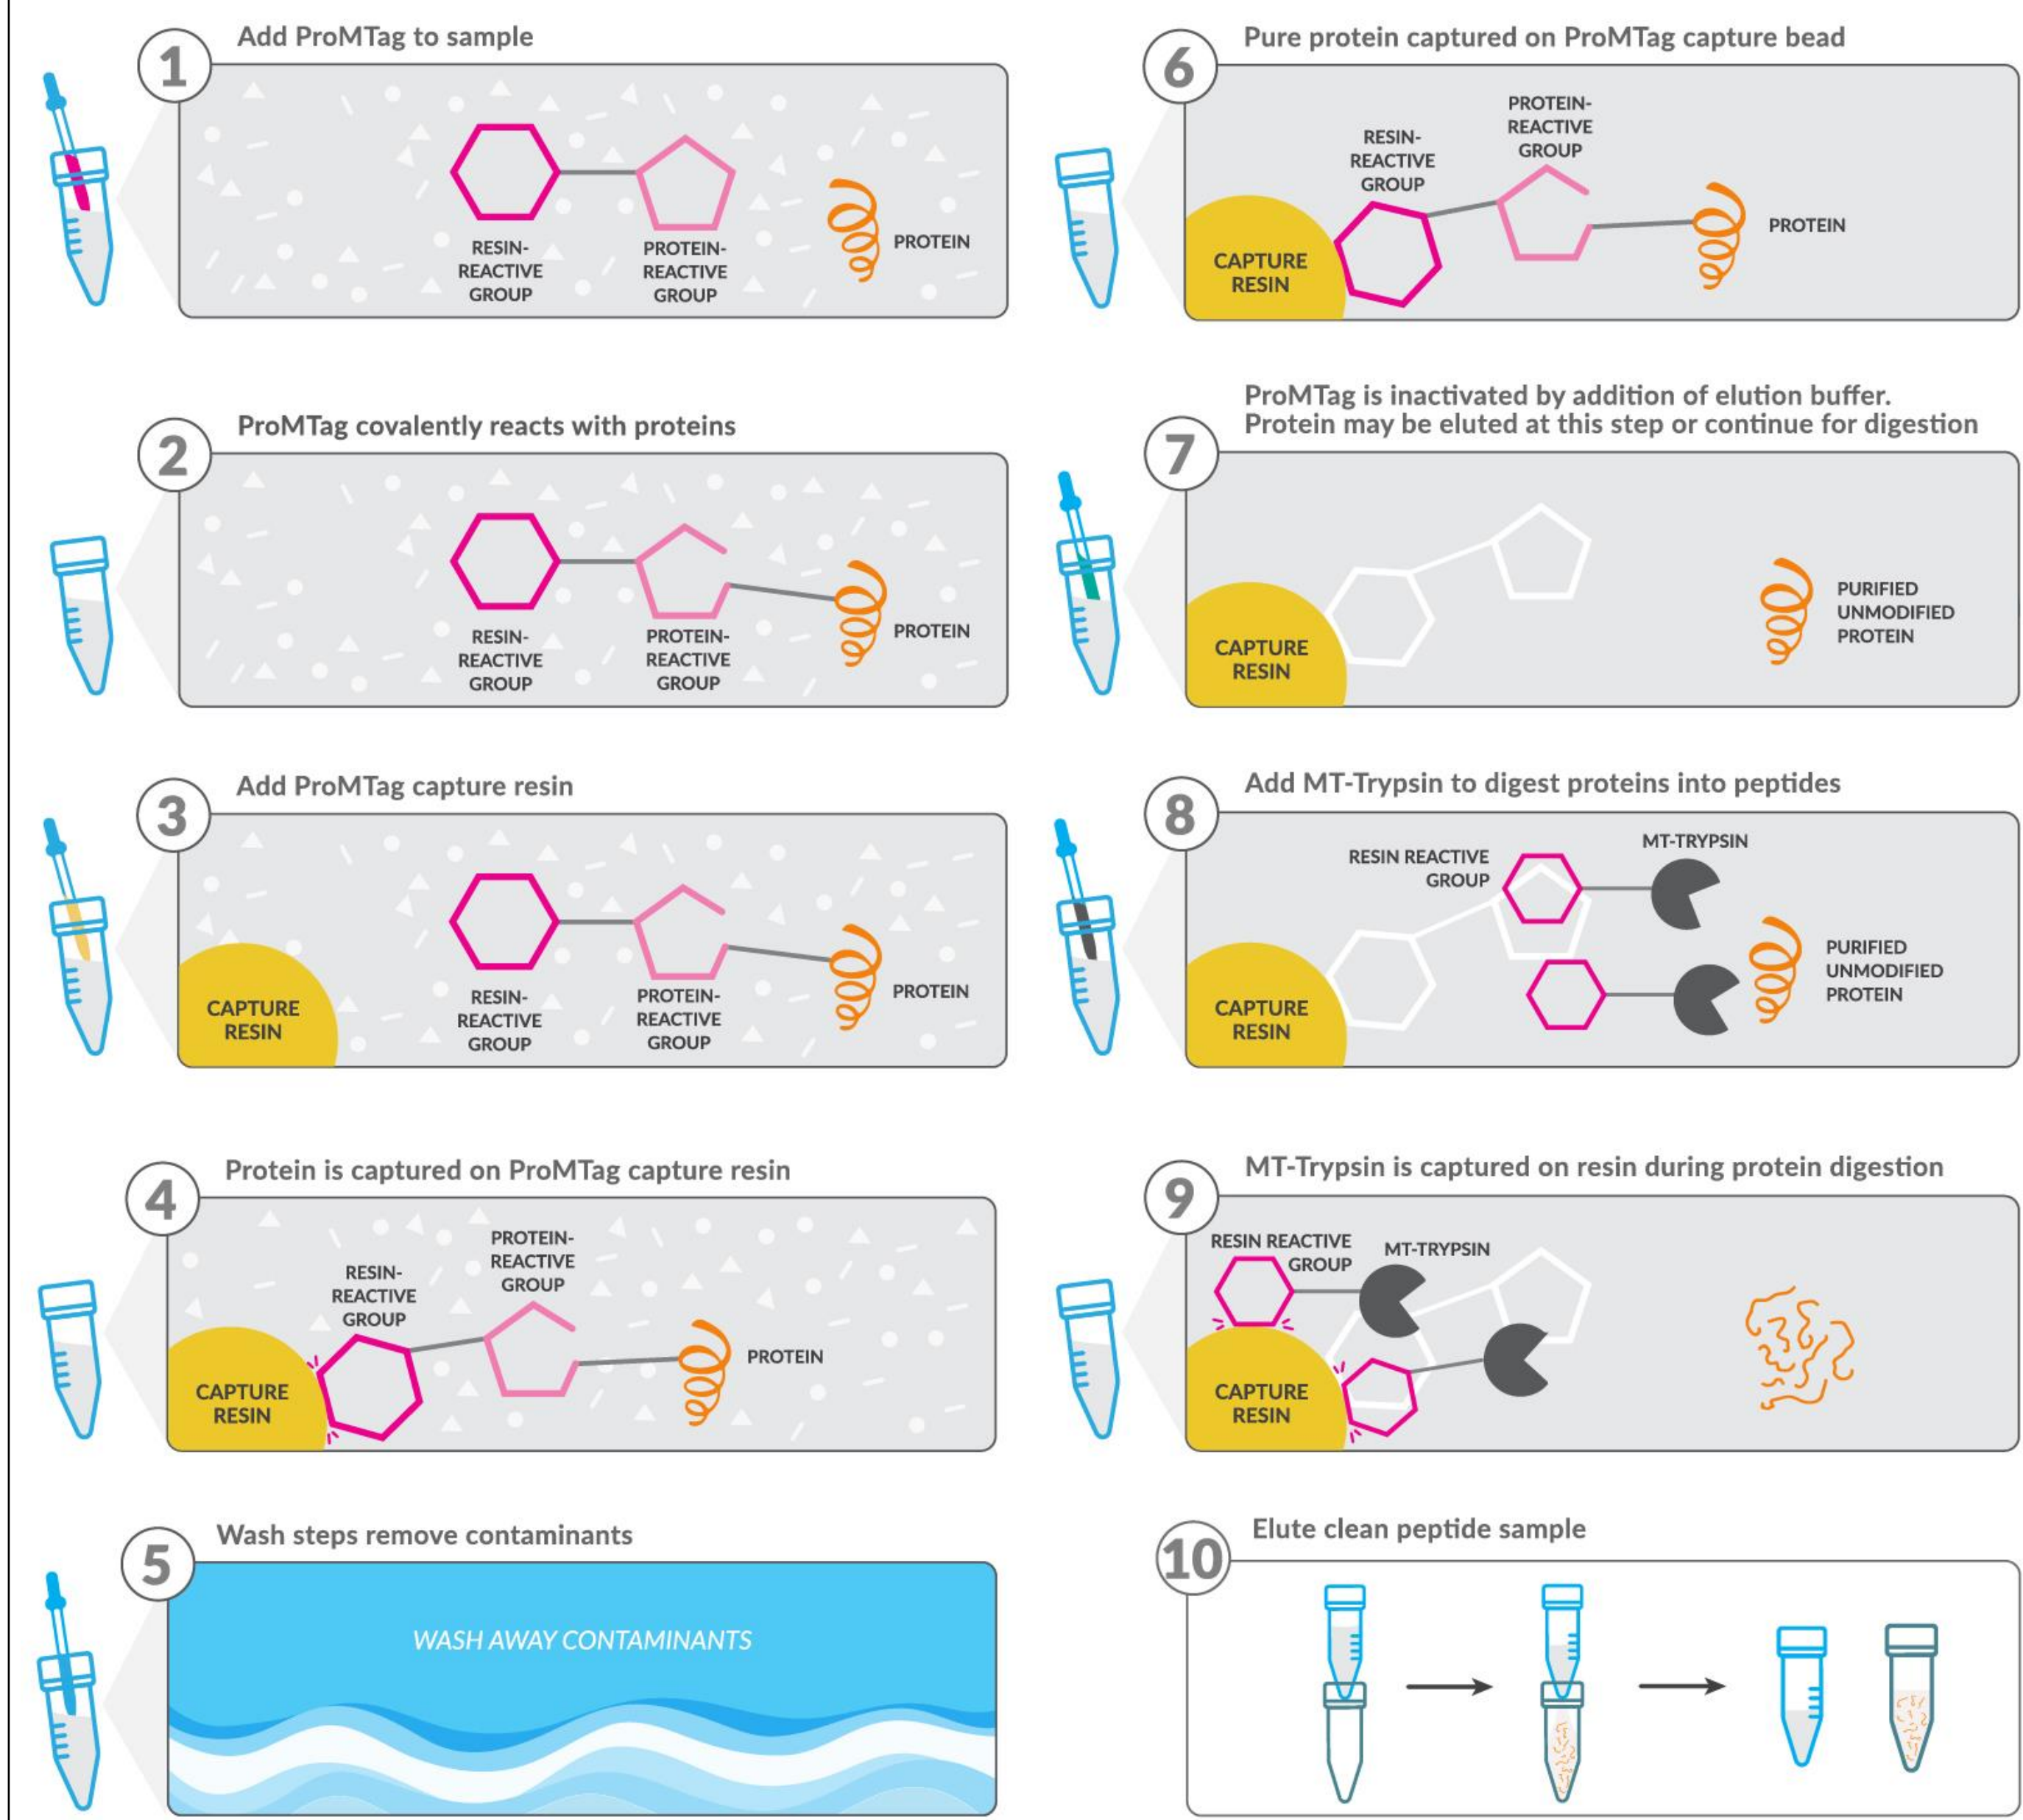 1
Add ProMTag to sample
RESIN-
REACTIVE
GROUP
PROTEIN-
REACTIVE
GROUP
PROTEIN
2
ProMTag covalently reacts with proteins
RESIN-
REACTIVE
GROUP
PROTEIN-
REACTIVE
GROUP
PROTEIN
3
Add ProMTag capture resin
CAPTURE
RESIN
RESIN-
REACTIVE
GROUP
PROTEIN-
REACTIVE
GROUP
PROTEIN
4
Protein is captured on ProMTag capture resin
CAPTURE
RESIN
RESIN-
REACTIVE
GROUP
PROTEIN-
REACTIVE
GROUP
PROTEIN
5
Wash steps remove contaminants
WASH AWAY CONTAMINANTS
6
Pure protein captured on ProMTag capture bead
CAPTURE
RESIN
RESIN-
REACTIVE
GROUP
PROTEIN-
REACTIVE
GROUP
PROTEIN
7
ProMTag is inactivated by addition of elution buffer.
Protein may be eluted at this step or continue for digestion
CAPTURE
RESIN
PURIFIED
UNMODIFIED
PROTEIN
8
Add MT-Trypsin to digest proteins into peptides
RESIN REACTIVE
GROUP
MT-TRYPSIN
CAPTURE
RESIN
PURIFIED
UNMODIFIED
PROTEIN
9
MT-Trypsin is captured on resin during protein digestion
RESIN REACTIVE
GROUP
MT-TRYPSIN
CAPTURE
RESIN
10
Elute clean peptide sample